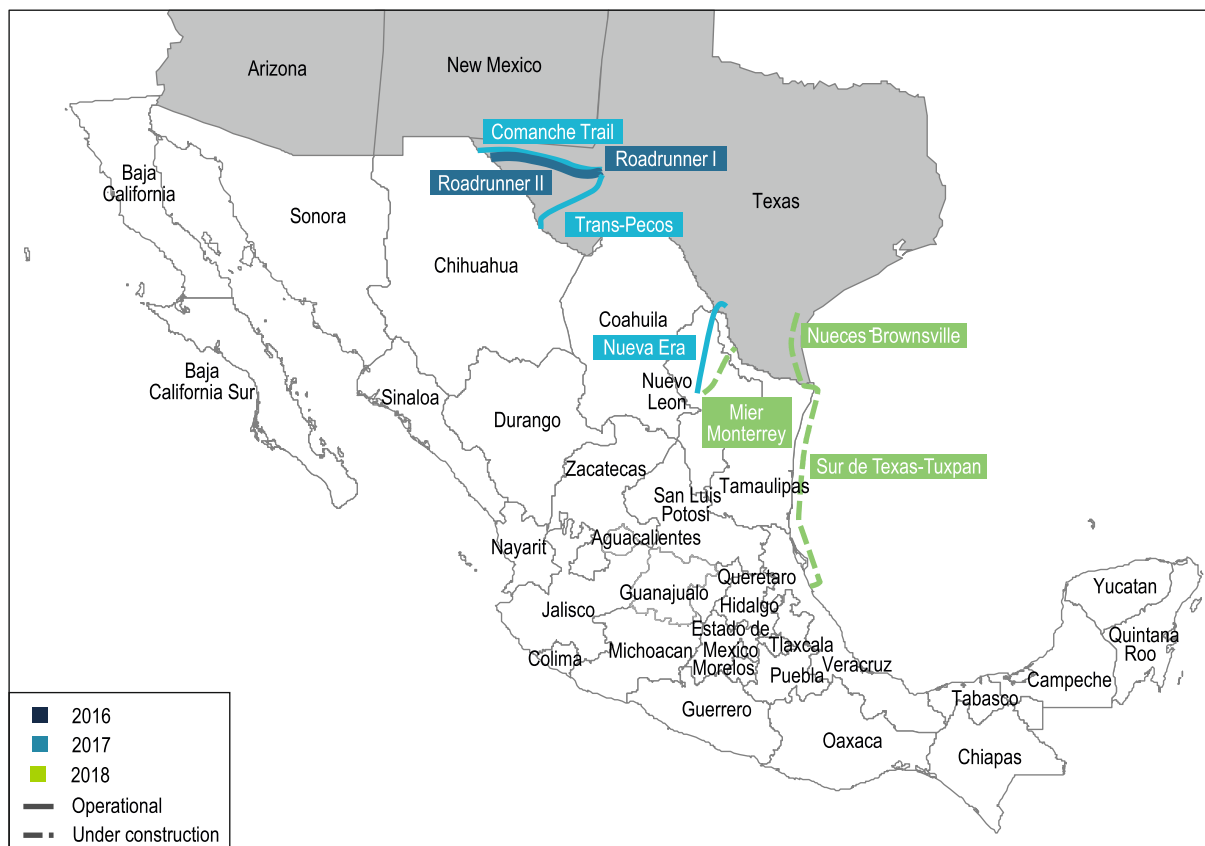 Arizona
New Mexico
Comanche Trail
Roadrunner I
Baja
California
Roadrunner II
Texas
Sonora
Trans-Pecos
Chihuahua
Coahuila
Nueces Brownsville
Nueva Era
Baja
California Sur
Sinaloa
Nuevo
Leon
Durango
Mier
Monterrey
Zacatecas
Sur de Texas-Tuxpan
Tamaulipas
San Luis
Potosi
Aguacalientes
Nayarit
Queretaro
Yucatan
Guanajualo
Hidalgo
Jalisco
Estado de
Mexico
Quintana
Roo
Tlaxcala
Michoacan
Colima
Morelos
Veracruz
Puebla
Campeche
Tabasco
Guerrero
Oaxaca
Chiapas
2016
2017
2018
Operational
Under construction